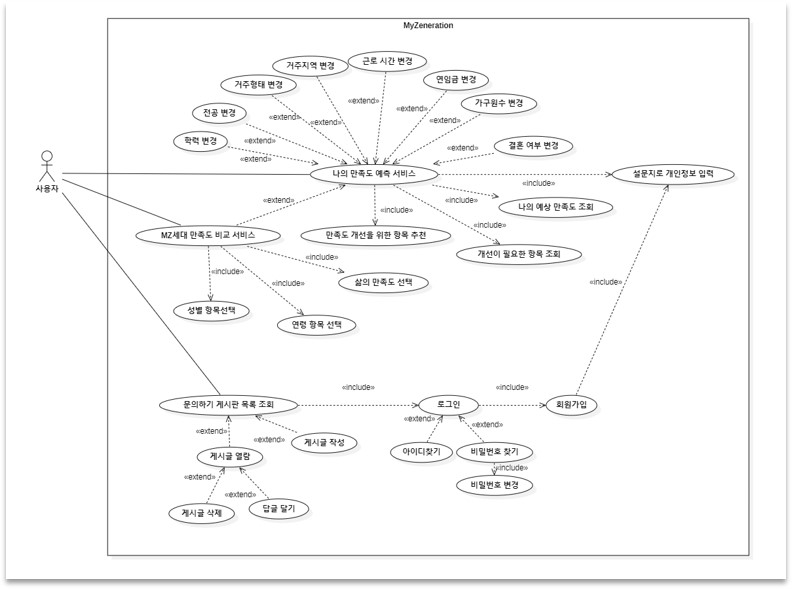 MyZeneration
거주지역 변경
근로 시간 변경
연임금 변경
거주형태 변경
가구원수 변경
전공 변경
학력 변경
결혼 여부 변경
«extend»
«extend»
«extend»
«extend»
«extend»
«extend»
«extend»
«extend»
사용자
나의 만족도 예측 서비스
«include»
설문지로 개인정보 입력
«extend»
«include»
«include»
«include»
나의 예상 만족도 조회
MZ세대 만족도 비교 서비스
만족도 개선을 위한 항목 추천
개선이 필요한 항목 조회
«include»
«include»
«include»
삶의 만족도 선택
성별 항목선택
연령 항목 선택
«include»
문의하기 게시판 목록 조회
«include»
로그인
«include»
회원가입
«extend»
«extend»
«extend»
«extend»
게시글 작성
게시글 열람
아이디찾기
비밀번호 찾기
«include»
비밀번호 변경
«extend»
«extend»
게시글 삭제
답글 달기